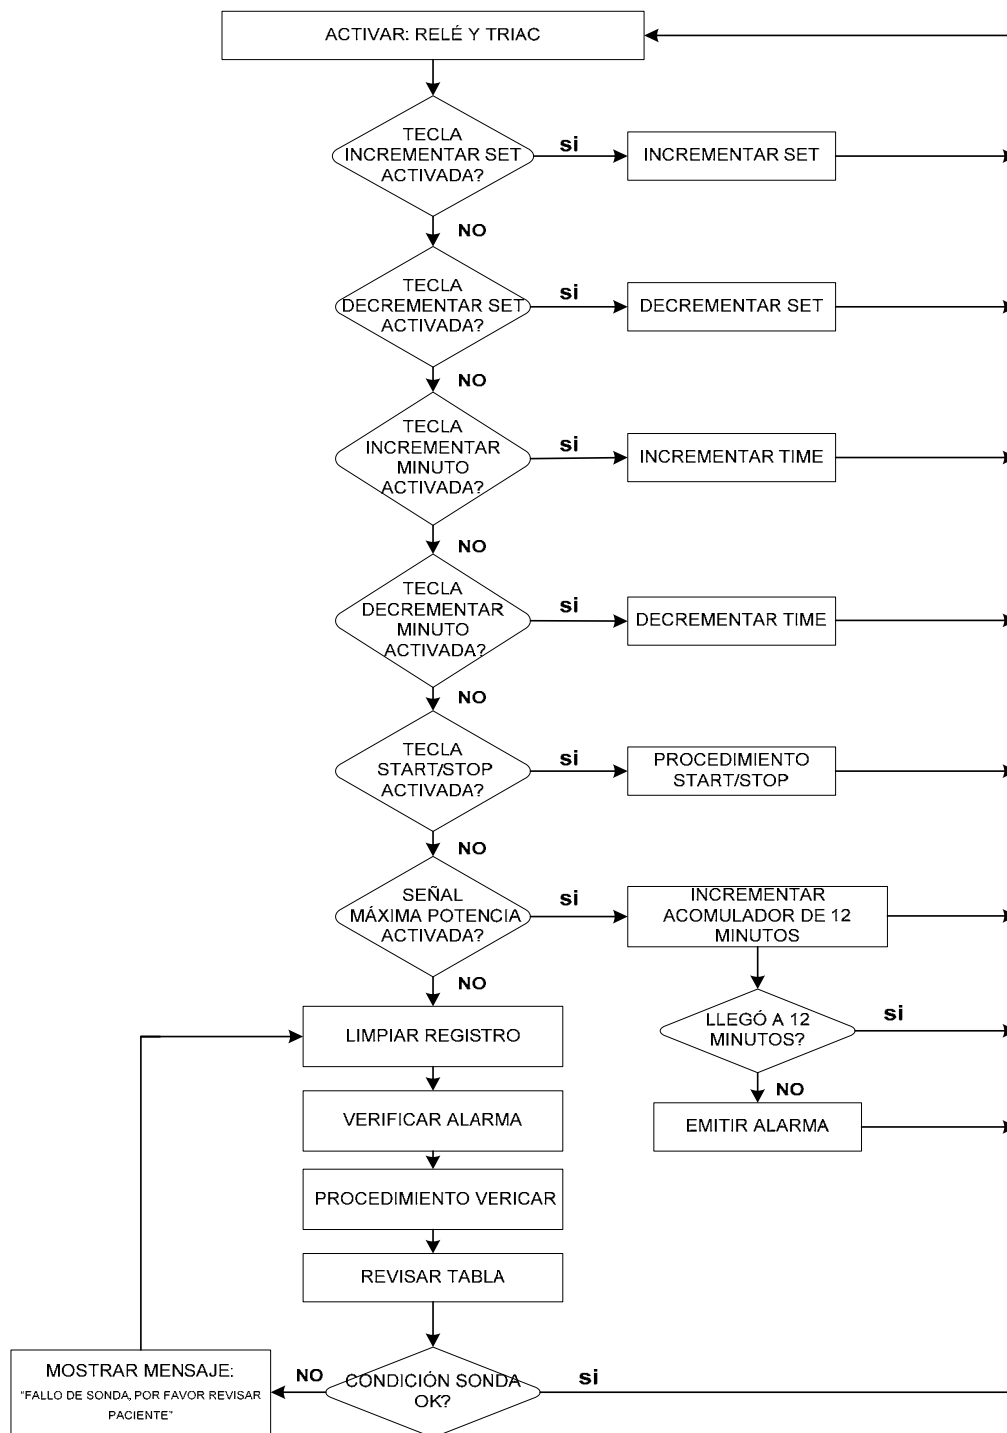 ACTIVAR: RELÉ Y TRIAC
TECLA
INCREMENTAR SET
ACTIVADA?
si
INCREMENTAR SET
NO
TECLA
DECREMENTAR SET
ACTIVADA?
si
DECREMENTAR SET
NO
TECLA
INCREMENTAR
MINUTO
ACTIVADA?
si
INCREMENTAR TIME
NO
TECLA
DECREMENTAR
MINUTO
ACTIVADA?
si
DECREMENTAR TIME
NO
TECLA
START/STOP
ACTIVADA?
si
PROCEDIMIENTO
START/STOP
NO
SEÑAL
MÁXIMA POTENCIA
ACTIVADA?
si
INCREMENTAR
ACOMULADOR DE 12
MINUTOS
NO
LLEGÓ A 12
MINUTOS?
si
NO
EMITIR ALARMA
LIMPIAR REGISTRO
VERIFICAR ALARMA
PROCEDIMIENTO VERICAR
REVISAR TABLA
CONDICIÓN SONDA
OK?
si
NO
MOSTRAR MENSAJE:
"FALLO DE SONDA, POR FAVOR REVISAR
PACIENTE"